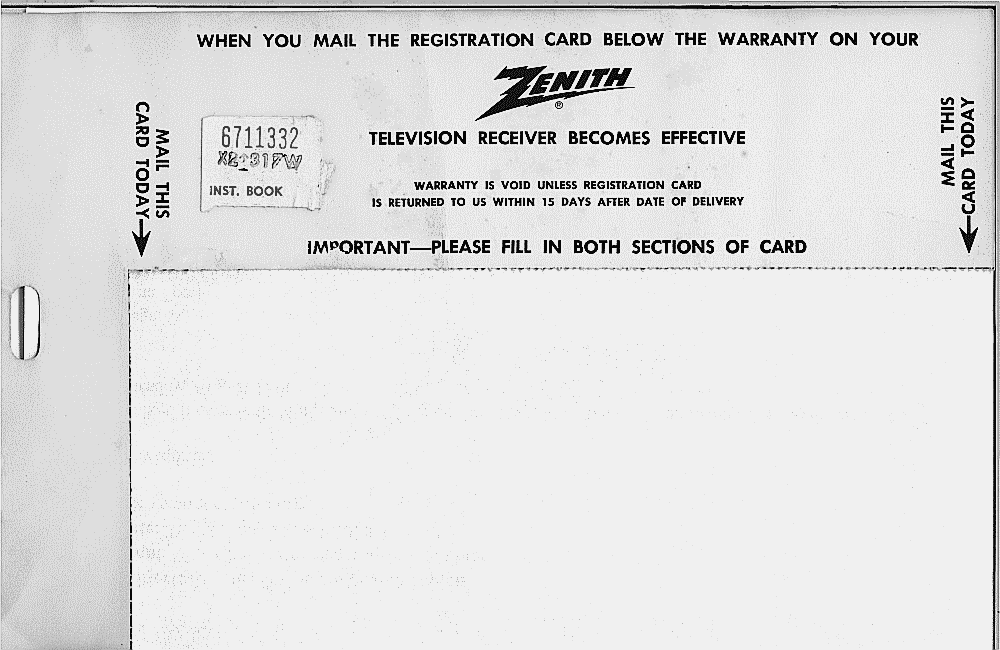 WHEN YOU MAIL THE REGISTRATION CARD BELOW THE WARRANTY ON YOUR
ZENITH
®
TELEVISION RECEIVER BECOMES EFFECTIVE
WARRANTY IS VOID UNLESS REGISTRATION CARD
IS RETURNED TO US WITHIN 15 DAYS AFTER DATE OF DELIVERY
IMPORTANT—PLEASE FILL IN BOTH SECTIONS OF CARD
MAIL THIS
CARD TODAY
6711332
INST. BOOK
MAIL THIS
CARD TODAY